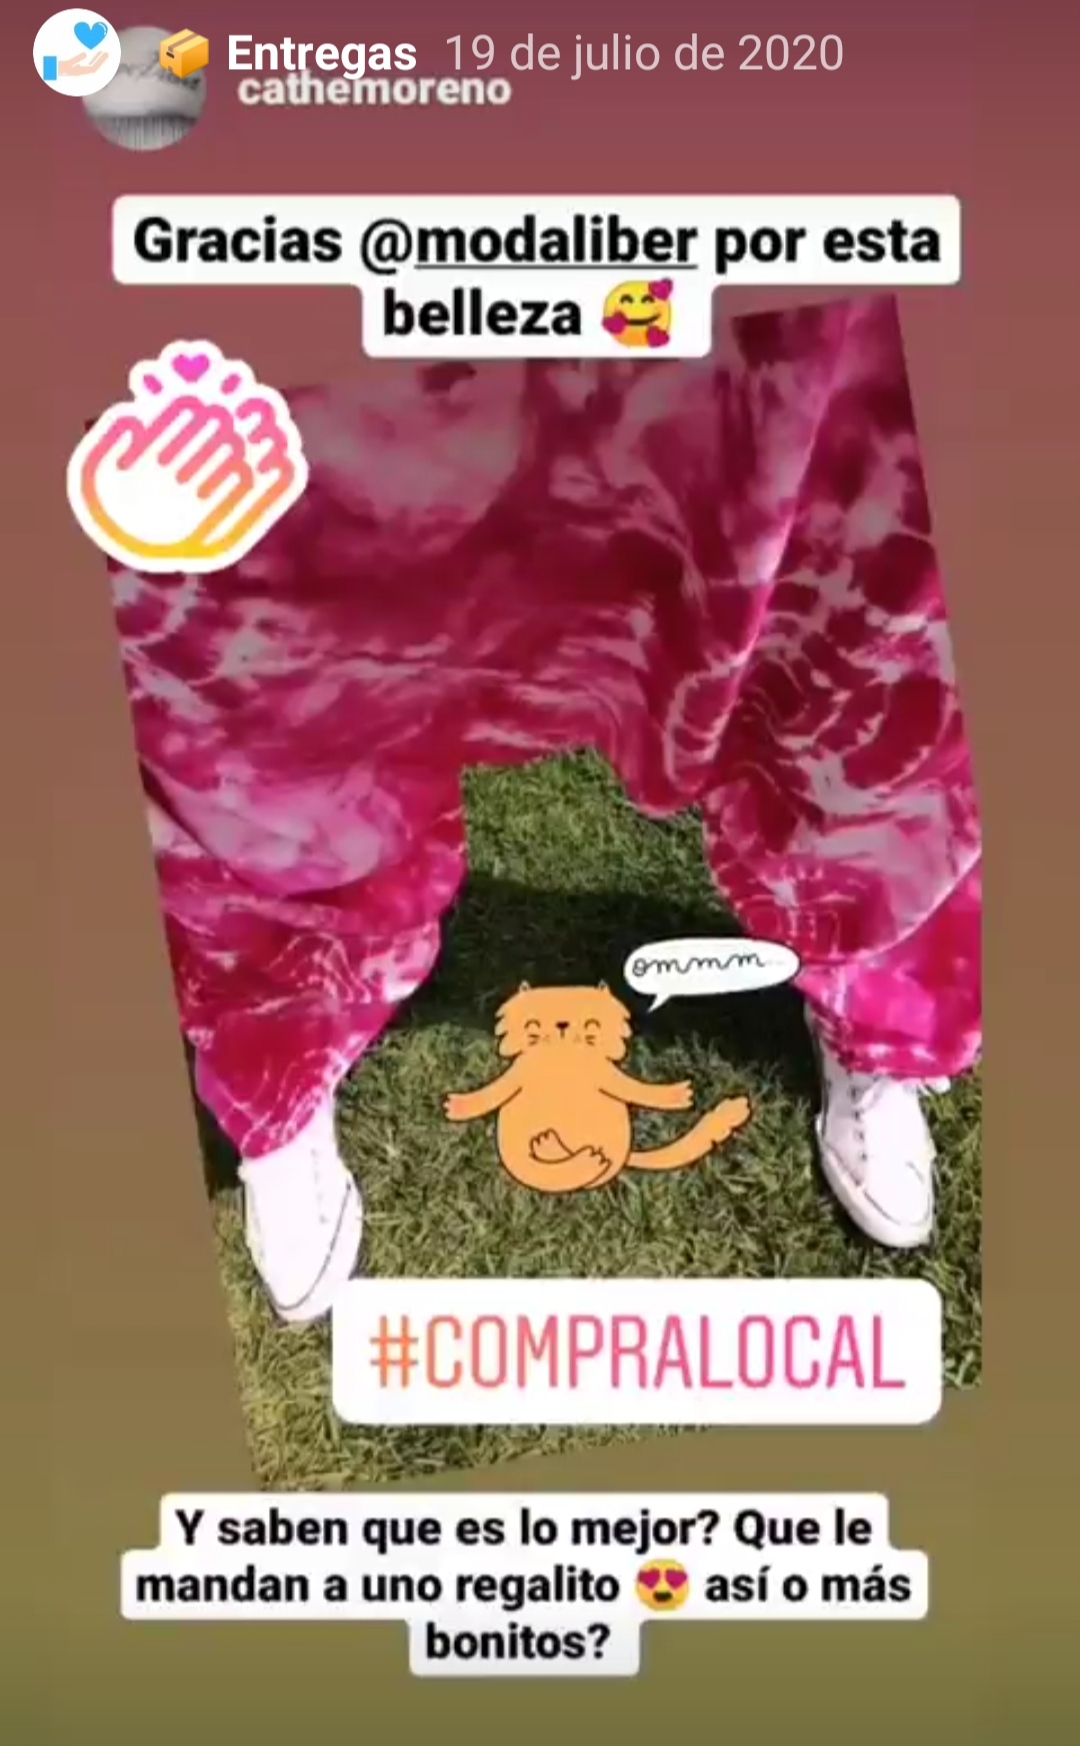 📦 Entregas 19 de julio de 2020
cathemoreno
Gracias @modaliber por esta
belleza 🥰
ommm...
#COMPRALOCAL
Y saben que es lo mejor? Que le
mandan a uno regalito 😍 así o más
bonitos?